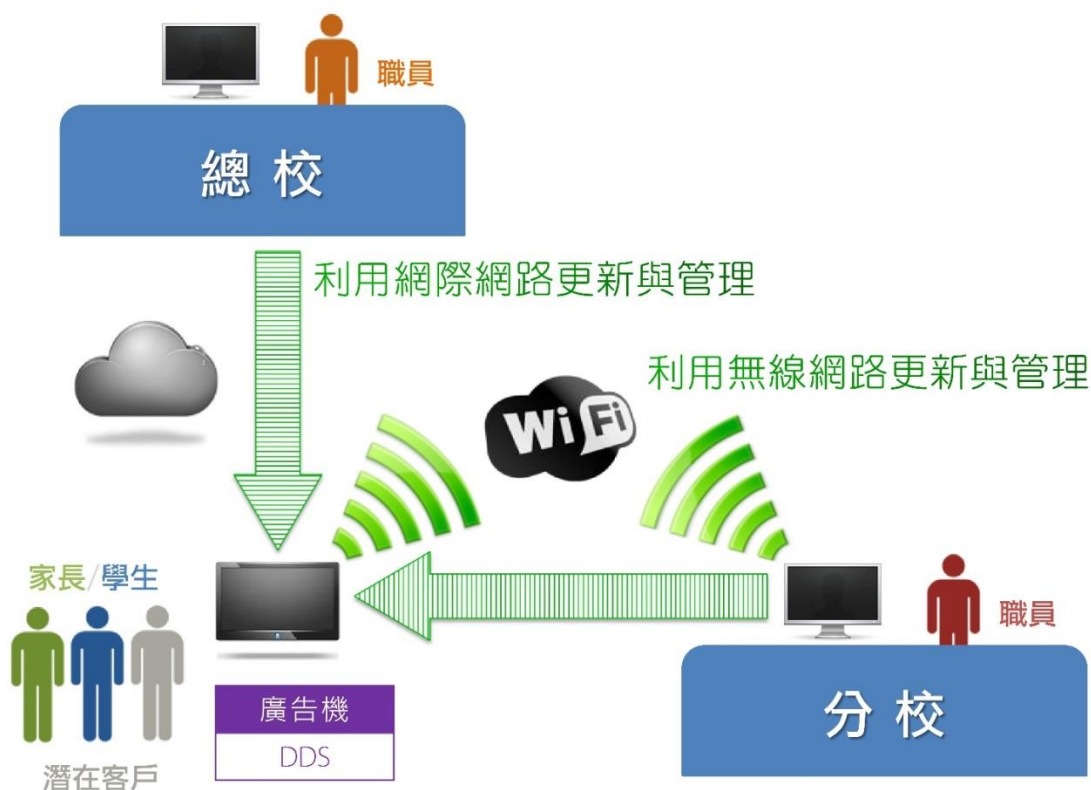 職員
總校
利用網際網路更新與管理
利用無線網路更新與管理
WiFi
家長/學生
職員
廣告機
DDS
分校
潛在客戶